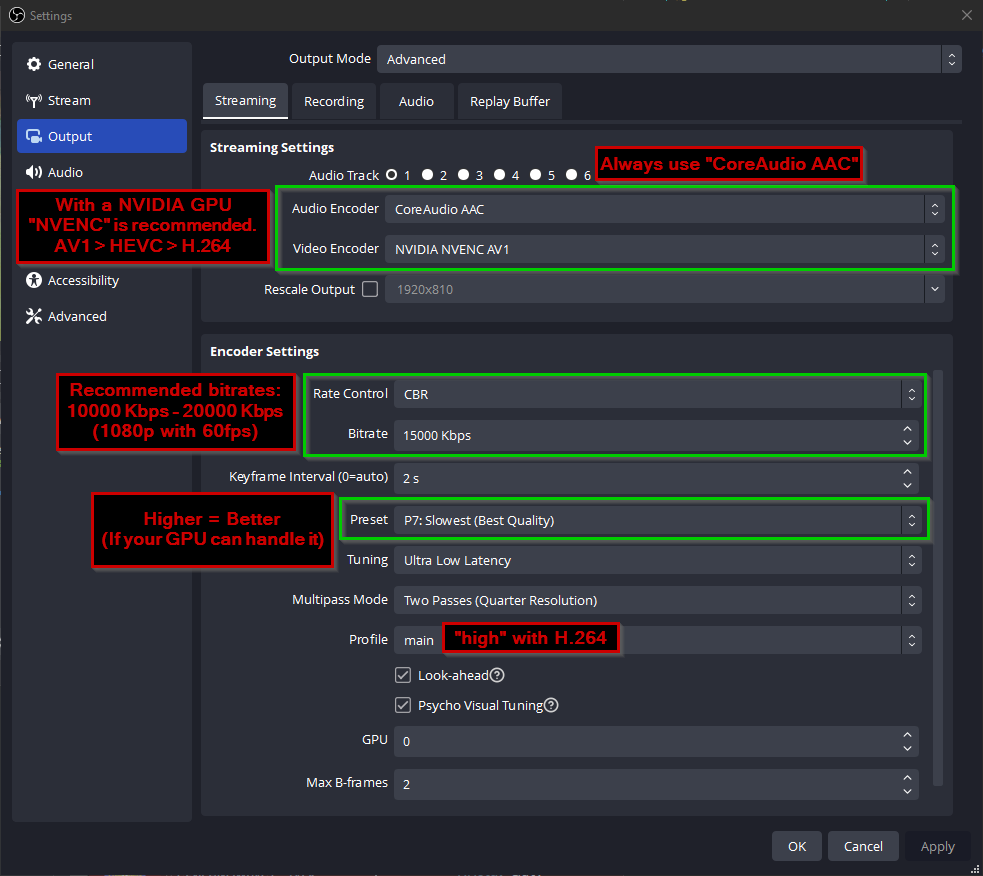 Settings
General
Stream
Output
Audio
Accessibility
Advanced
Output Mode
Advanced
Streaming
Recording
Audio
Replay Buffer
Streaming Settings
Always use "CoreAudio AAC"
Audio Track 1 2 3 4 5 6
With a NVIDIA GPU
"NVENC" is recommended.
AV1 > HEVC > H.264
Audio Encoder
CoreAudio AAC
Video Encoder
NVIDIA NVENC AV1
Rescale Output
1920x810
Encoder Settings
Recommended bitrates:
10000 Kbps - 20000 Kbps
(1080p with 60fps)
Rate Control
CBR
Bitrate
15000 Kbps
Keyframe Interval (0=auto)
2 s
Higher = Better
(If your GPU can handle it)
Preset
P7: Slowest (Best Quality)
Tuning
Ultra Low Latency
Multipass Mode
Two Passes (Quarter Resolution)
Profile
main
"high" with H.264
Look-ahead
Psycho Visual Tuning
GPU
0
Max B-frames
2
OK
Cancel
Apply